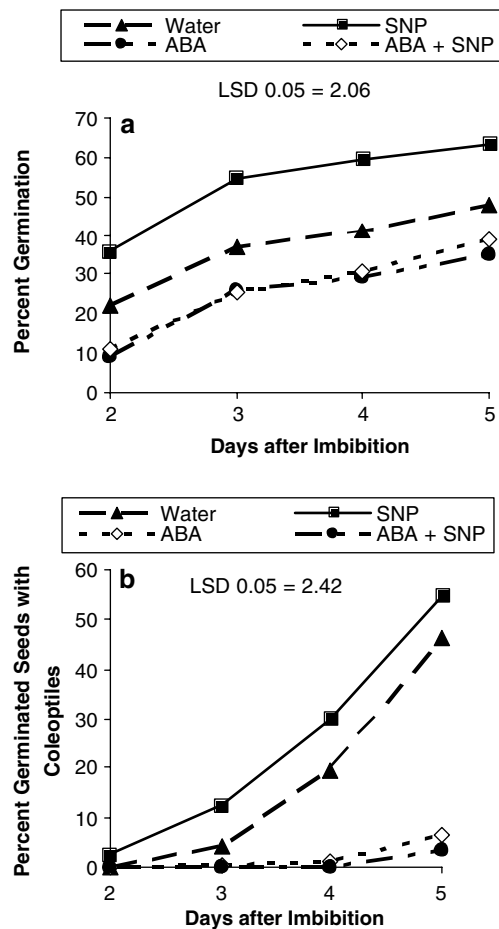 Water SNP
ABA ABA + SNP
LSD 0.05 = 2.06
a
Percent Germination
70
60
50
40
30
20
10
0
2 3 4 5
Days after Imbibition
Water SNP
ABA ABA + SNP
b
LSD 0.05 = 2.42
Percent Germinated Seeds with
Coleoptiles
60
50
40
30
20
10
0
2 3 4 5
Days after Imbibition